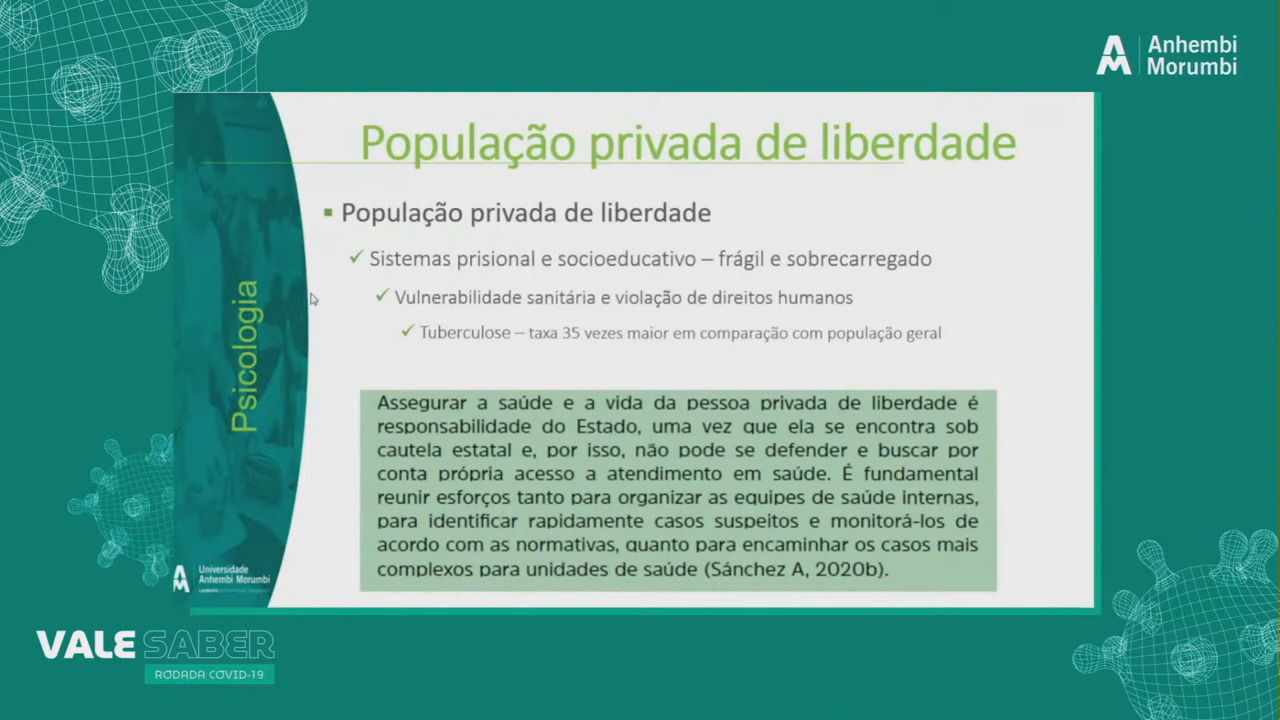 Anhembi
Morumbi
População privada de liberdade
População privada de liberdade
Sistemas prisional e socioeducativo – frágil e sobrecarregado
Vulnerabilidade sanitária e violação de direitos humanos
Tuberculose – taxa 35 vezes maior em comparação com população geral
Psicologia
Assegurar a saúde e a vida da pessoa privada de liberdade é
responsabilidade do Estado, uma vez que ela se encontra sob
cautela estatal e, por isso, não pode se defender e buscar por
conta própria acesso a atendimento em saúde. É fundamental
reunir esforços tanto para organizar as equipes de saúde internas,
para identificar rapidamente casos suspeitos e monitorá-los de
acordo com as normativas, quanto para encaminhar os casos mais
complexos para unidades de saúde (Sánchez A, 2020b).
Universidade
Anhembi Morumbi
VALE SABER
RODADA COVID-19